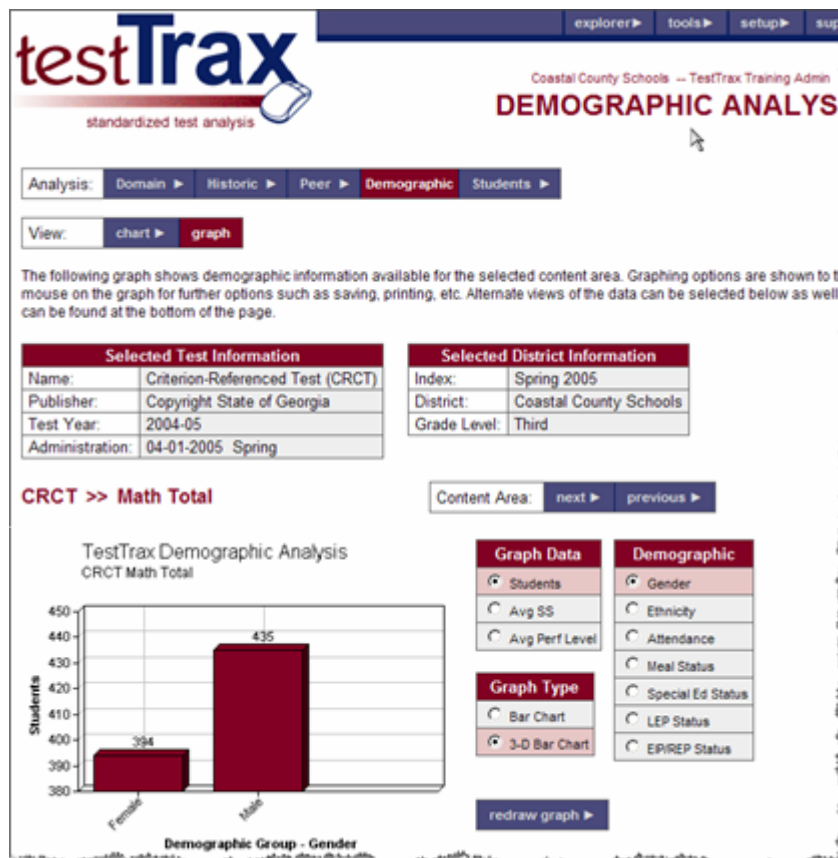 explorer▶ tools▶ setup▶ sup
testTrax
standardized test analysis
Coastal County Schools -- TestTrax Training Admin
DEMOGRAPHIC ANALYS
Analysis: Domain ▶ Historic ▶ Peer ▶ Demographic Students ▶
View: chart ▶ graph
The following graph shows demographic information available for the selected content area. Graphing options are shown to t
mouse on the graph for further options such as saving, printing, etc. Alternate views of the data can be selected below as well
can be found at the bottom of the page.
Selected Test Information
Name: Criterion-Referenced Test (CRCT)
Publisher: Copyright State of Georgia
Test Year: 2004-05
Administration: 04-01-2005 Spring
Selected District Information
Index: Spring 2005
District: Coastal County Schools
Grade Level: Third
CRCT >> Math Total
Content Area: next ▶ previous ▶
TestTrax Demographic Analysis
CRCT Math Total
450
440
430
420
410
400
390
380
Students
394
435
Female
Male
Demographic Group - Gender
Graph Data
Students
Avg SS
Avg Perf Level
Graph Type
Bar Chart
3-D Bar Chart
Demographic
Gender
Ethnicity
Attendance
Meal Status
Special Ed Status
LEP Status
EIP/REP Status
redraw graph ▶